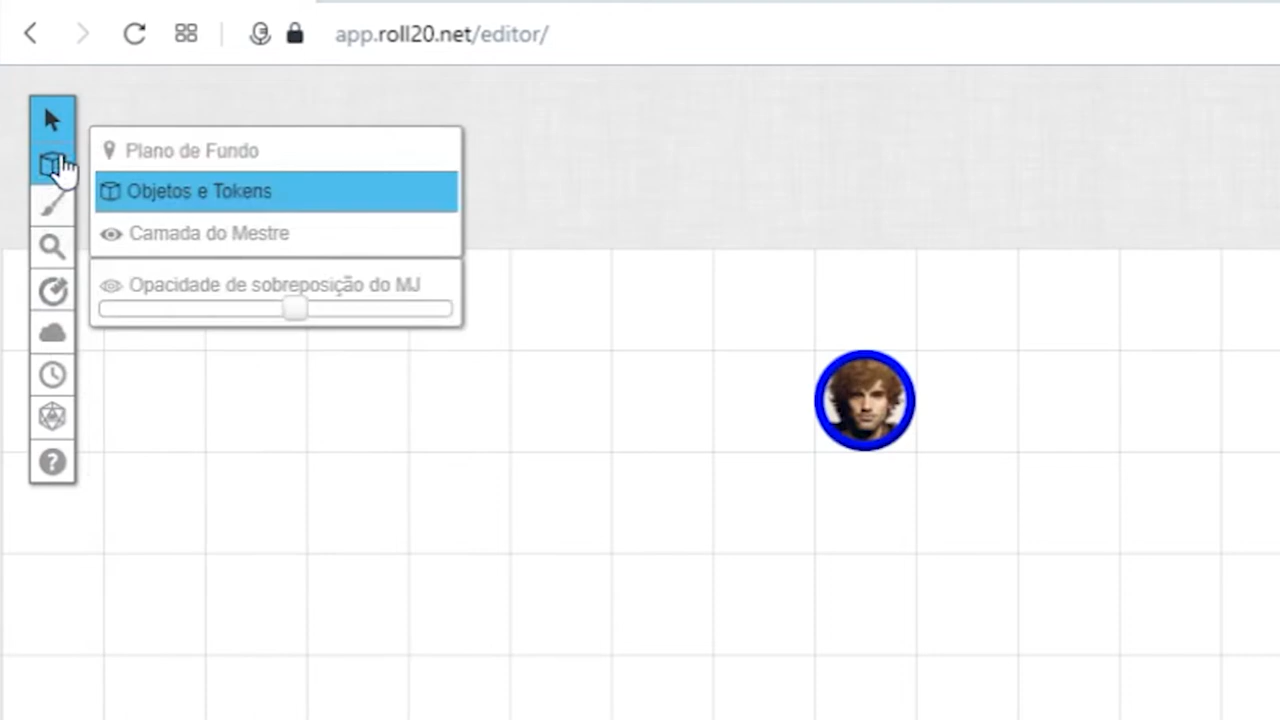 app.roll20.net/editor/
Plano de Fundo
Objetos e Tokens
Camada do Mestre
Opacidade de sobreposição do MJ
?